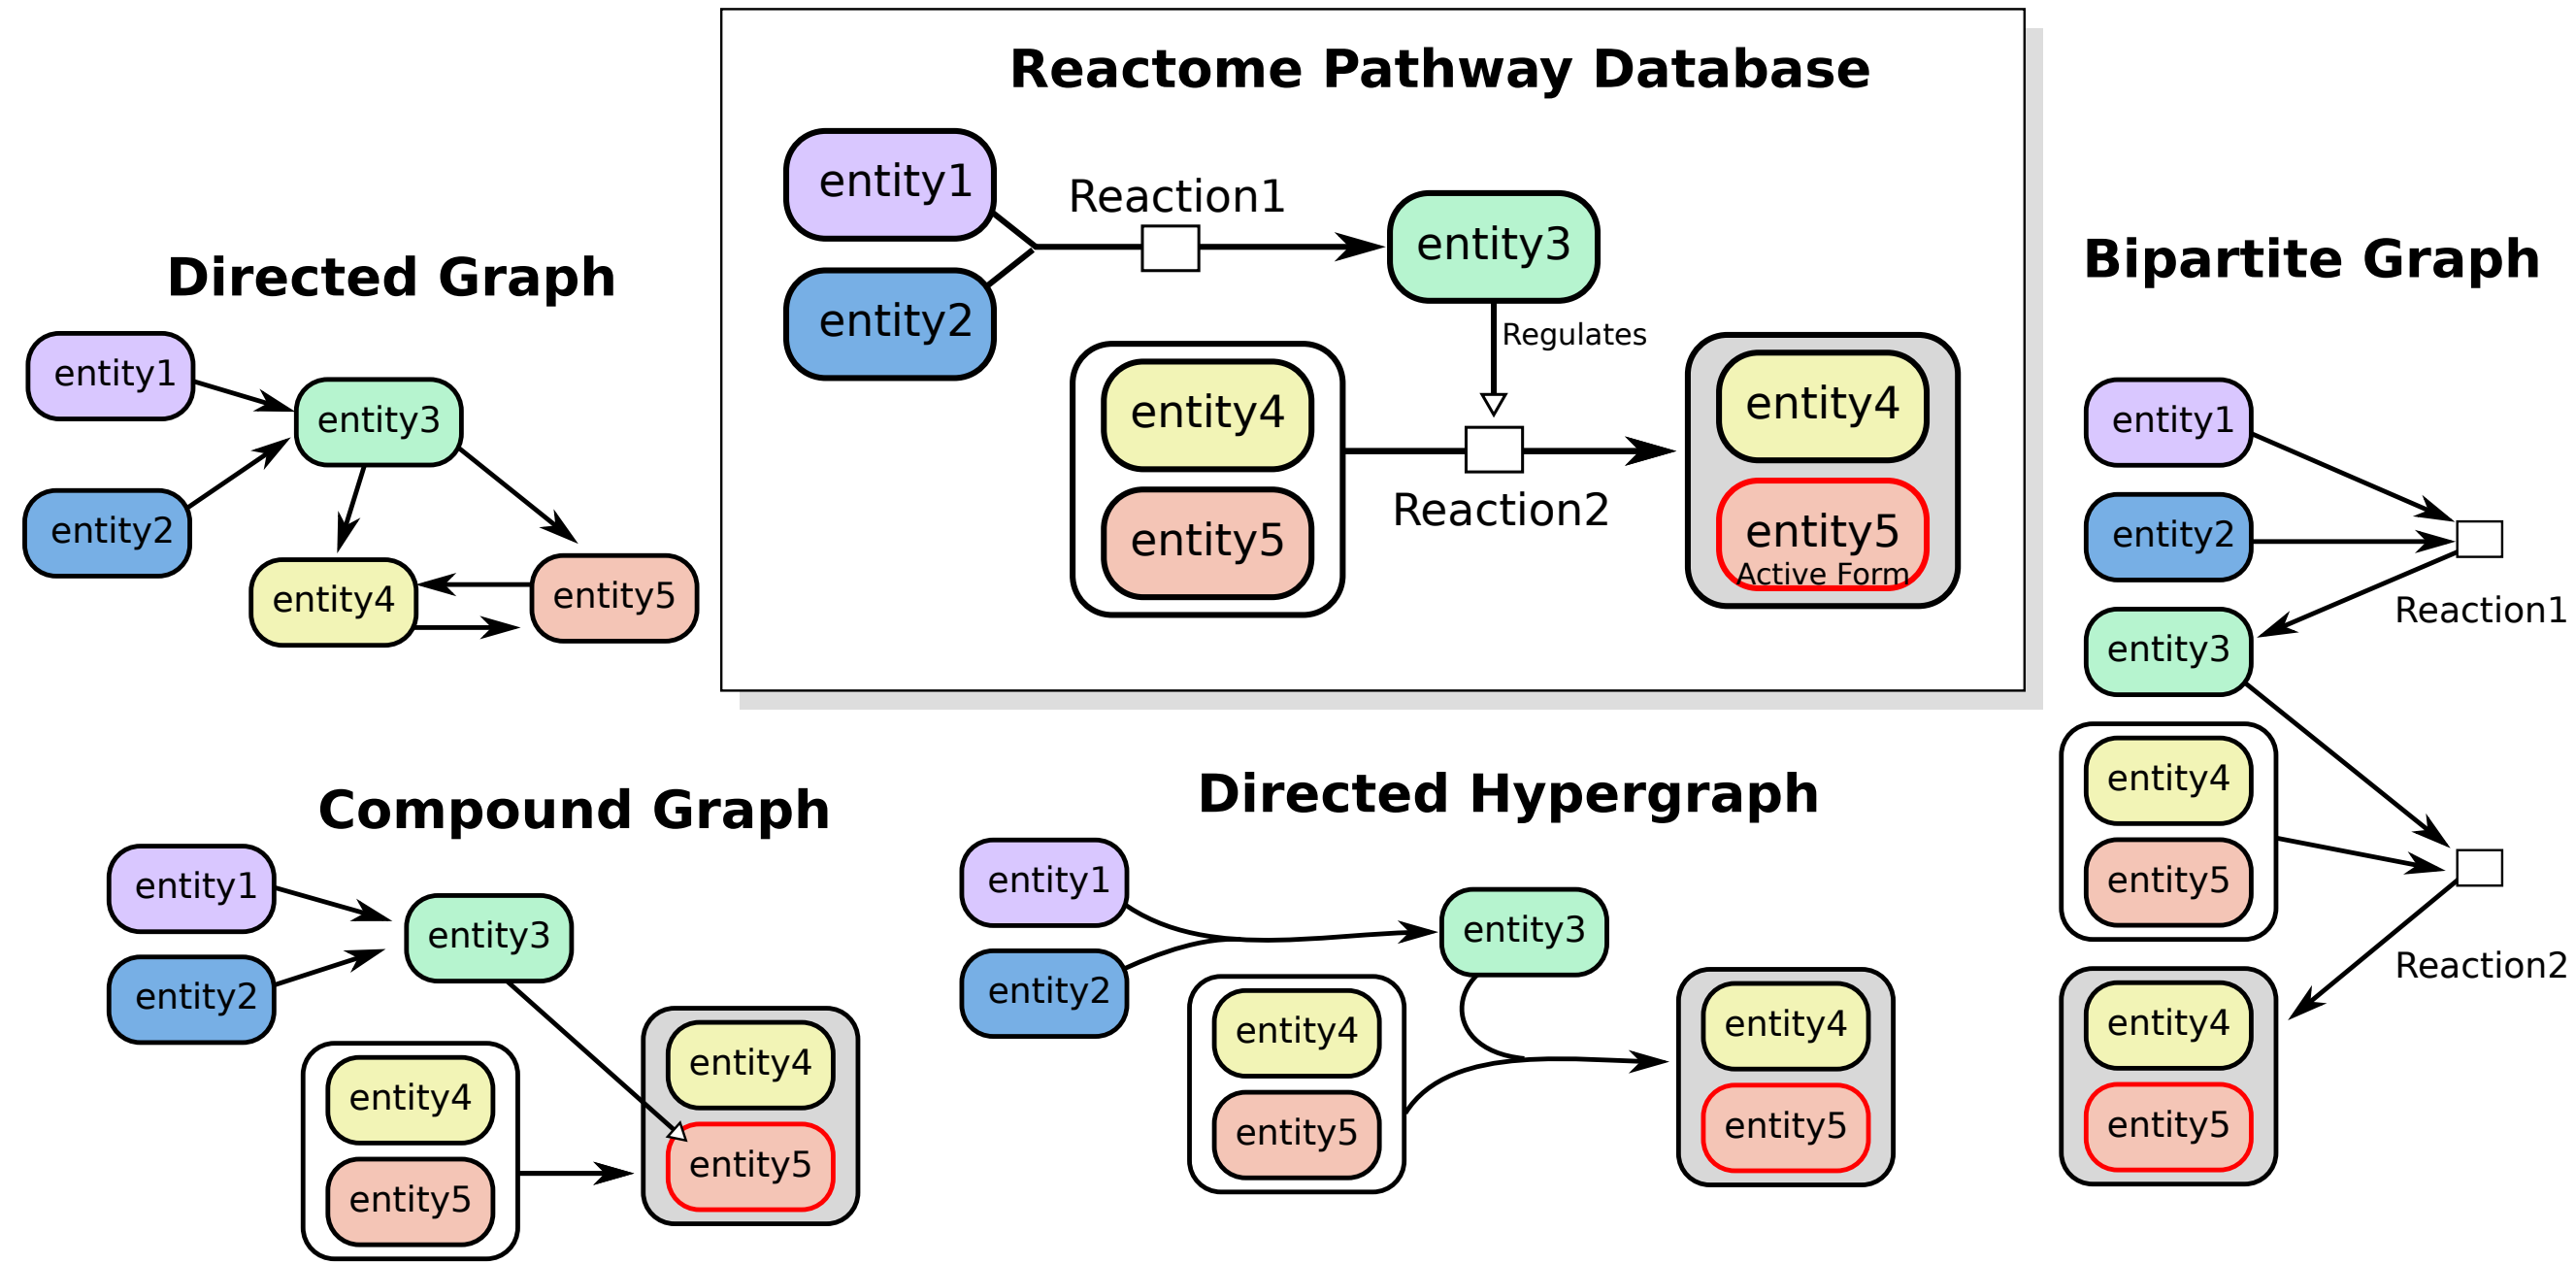 Reactome Pathway Database
entity1
Reaction1
entity3
entity2
Regulates
entity4
entity4
entity5
Reaction2
entity5
Active Form
Directed Graph
entity1
entity3
entity2
entity4
entity5
Bipartite Graph
entity1
entity2
Reaction1
entity3
entity4
entity5
Reaction2
entity4
entity5
Compound Graph
entity1
entity3
entity2
entity4
entity4
entity5
entity5
Directed Hypergraph
entity1
entity3
entity2
entity4
entity4
entity5
entity5